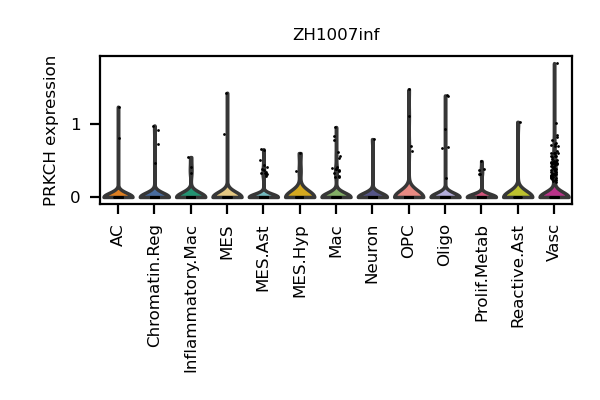 ZH1007inf
PRKCH expression
1
0
AC
Chromatin.Reg
Inflammatory.Mac
MES
MES.Ast
MES.Hyp
Mac
Neuron
OPC
Oligo
Prolif.Metab
Reactive.Ast
Vasc